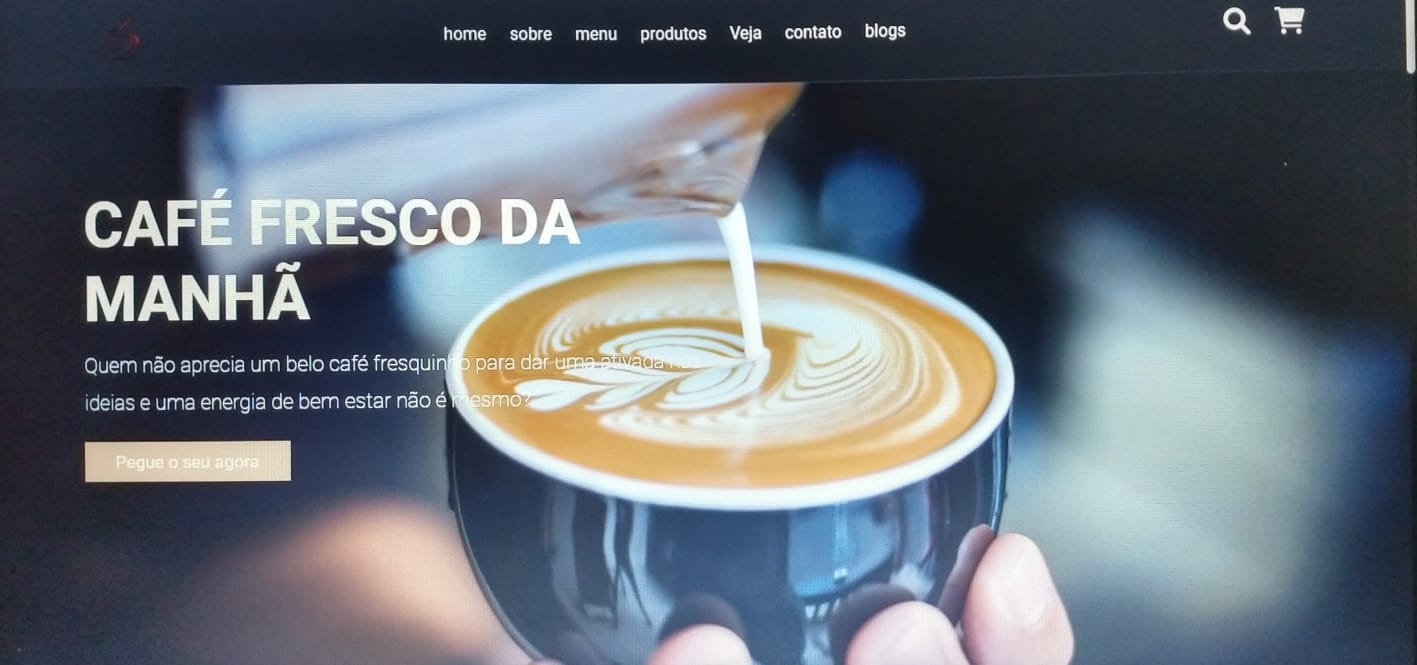 home sobre menu produtos Veja contato blogs
CAFÉ FRESCO DA
MANHÃ
Quem não aprecia um belo café fresquinho para dar uma ativada nas
ideias e uma energia de bem estar não é mesmo?
Pegue o seu agora